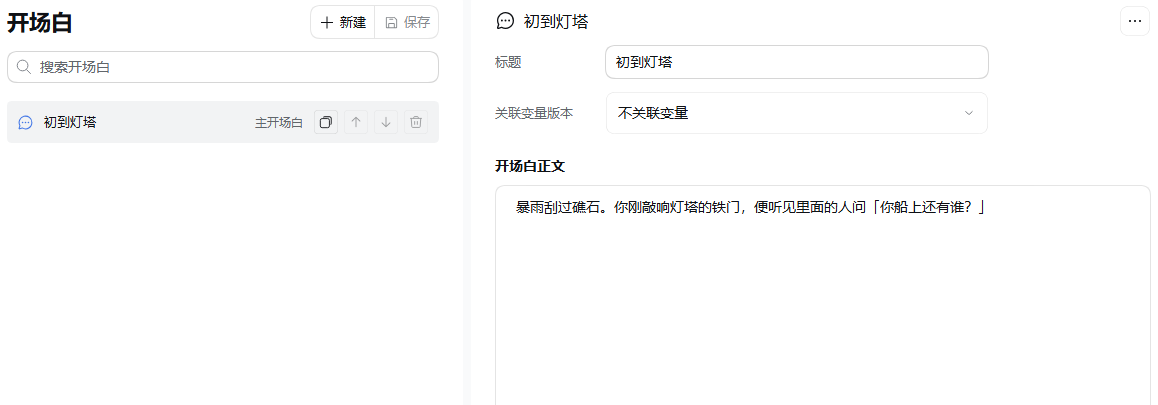 开场白
新建
保存
搜索开场白
初到灯塔
主开场白
初到灯塔
标题
初到灯塔
关联变量版本
不关联变量
开场白正文
暴雨刮过礁石。你刚敲响灯塔的铁门，便听见里面的人问「你船上还有谁？」